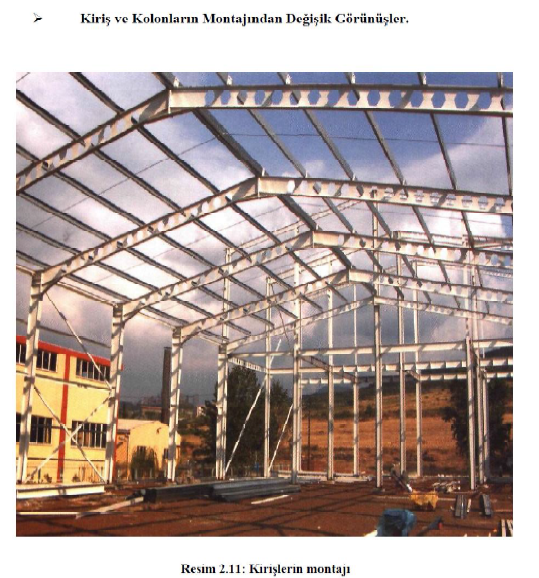 ➢ Kiriş ve Kolonların Montajından Değişik Görünüşler.
Resim 2.11: Kirişlerin montajı